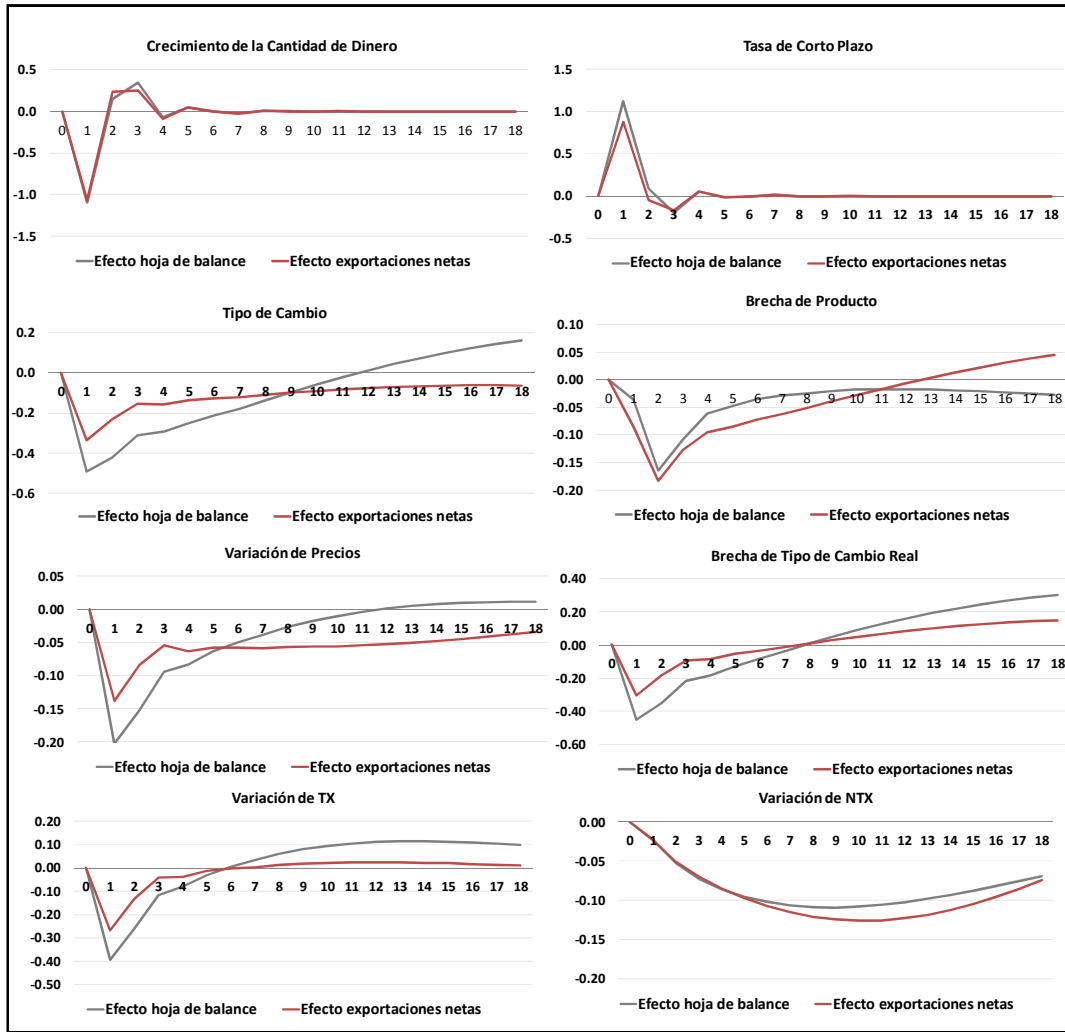 Crecimiento de la Cantidad de Dinero
0.5
0.0
-0.5
-1.0
-1.5
0 1 2 3 4 5 6 7 8 9 10 11 12 13 14 15 16 17 18
Efecto hoja de balance Efecto exportaciones netas
Tasa de Corto Plazo
1.5
1.0
0.5
0.0
-0.5
0 1 2 3 4 5 6 7 8 9 10 11 12 13 14 15 16 17 18
Efecto hoja de balance Efecto exportaciones netas
Tipo de Cambio
0.2
0.0
-0.2
-0.4
-0.6
0 1 2 3 4 5 6 7 8 9 10 11 12 13 14 15 16 17 18
Efecto hoja de balance Efecto exportaciones netas
Brecha de Producto
0.10
0.05
0.00
-0.05
-0.10
-0.15
-0.20
0 1 2 3 4 5 6 7 8 9 10 11 12 13 14 15 16 17 18
Efecto hoja de balance Efecto exportaciones netas
Variación de Precios
0.05
0.00
-0.05
-0.10
-0.15
-0.20
0 1 2 3 4 5 6 7 8 9 10 11 12 13 14 15 16 17 18
Efecto hoja de balance Efecto exportaciones netas
Brecha de Tipo de Cambio Real
0.40
0.20
0.00
-0.20
-0.40
-0.60
0 1 2 3 4 5 6 7 8 9 10 11 12 13 14 15 16 17 18
Efecto hoja de balance Efecto exportaciones netas
Variación de TX
0.20
0.10
0.00
-0.10
-0.20
-0.30
-0.40
-0.50
0 1 2 3 4 5 6 7 8 9 10 11 12 13 14 15 16 17 18
Efecto hoja de balance Efecto exportaciones netas
Variación de NTX
0.00
-0.05
-0.10
-0.15
-0.20
0 1 2 3 4 5 6 7 8 9 10 11 12 13 14 15 16 17 18
Efecto hoja de balance Efecto exportaciones netas